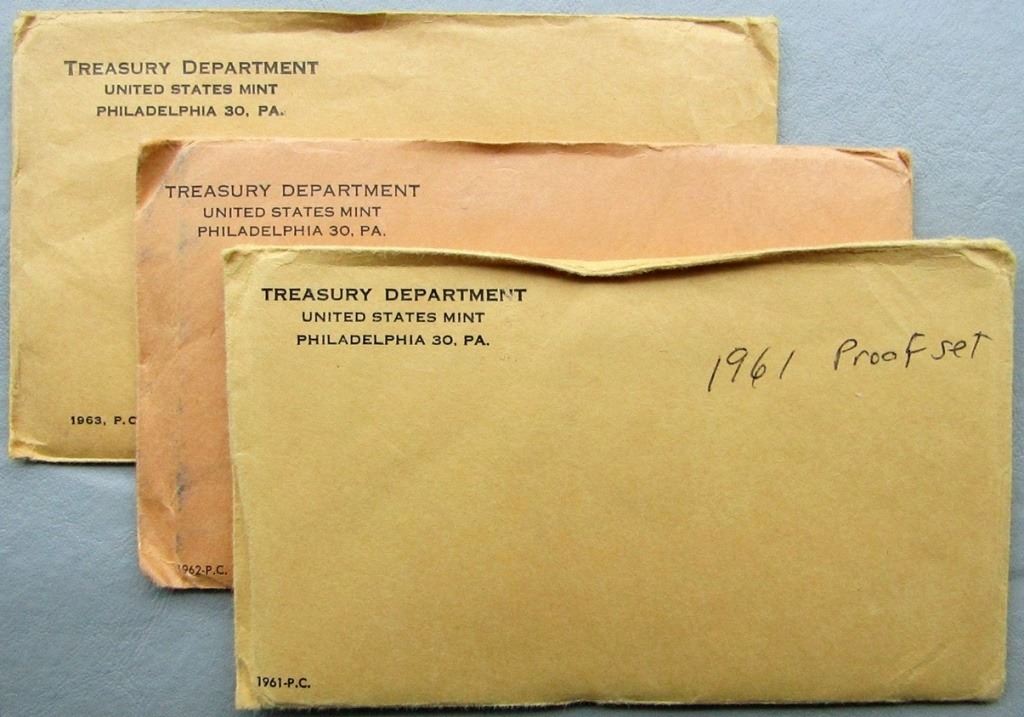 TREASURY DEPARTMENT
UNITED STATES MINT
PHILADELPHIA 30, PA.
1963, P.C
TREASURY DEPARTMENT
UNITED STATES MINT
PHILADELPHIA 30, PA.
1962-P.C.
TREASURY DEPARTMENT
UNITED STATES MINT
PHILADELPHIA 30, PA.
1961 Proof set
1961-P.C.